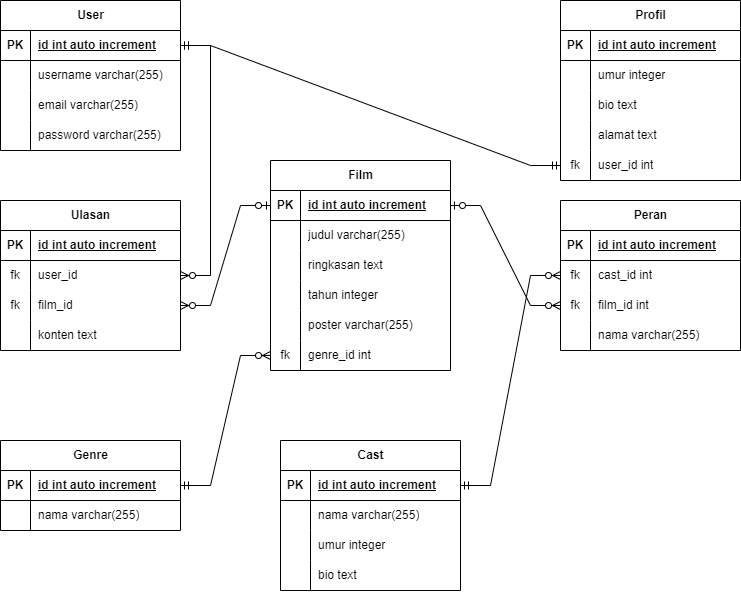 User
PK id int auto increment
username varchar(255)
email varchar(255)
password varchar(255)
Profil
PK id int auto increment
umur integer
bio text
alamat text
fk user_id int
Film
PK id int auto increment
judul varchar(255)
ringkasan text
tahun integer
poster varchar(255)
fk genre_id int
Ulasan
PK id int auto increment
fk user_id
fk film_id
konten text
Peran
PK id int auto increment
fk cast_id int
fk film_id int
nama varchar(255)
Genre
PK id int auto increment
nama varchar(255)
Cast
PK id int auto increment
nama varchar(255)
umur integer
bio text